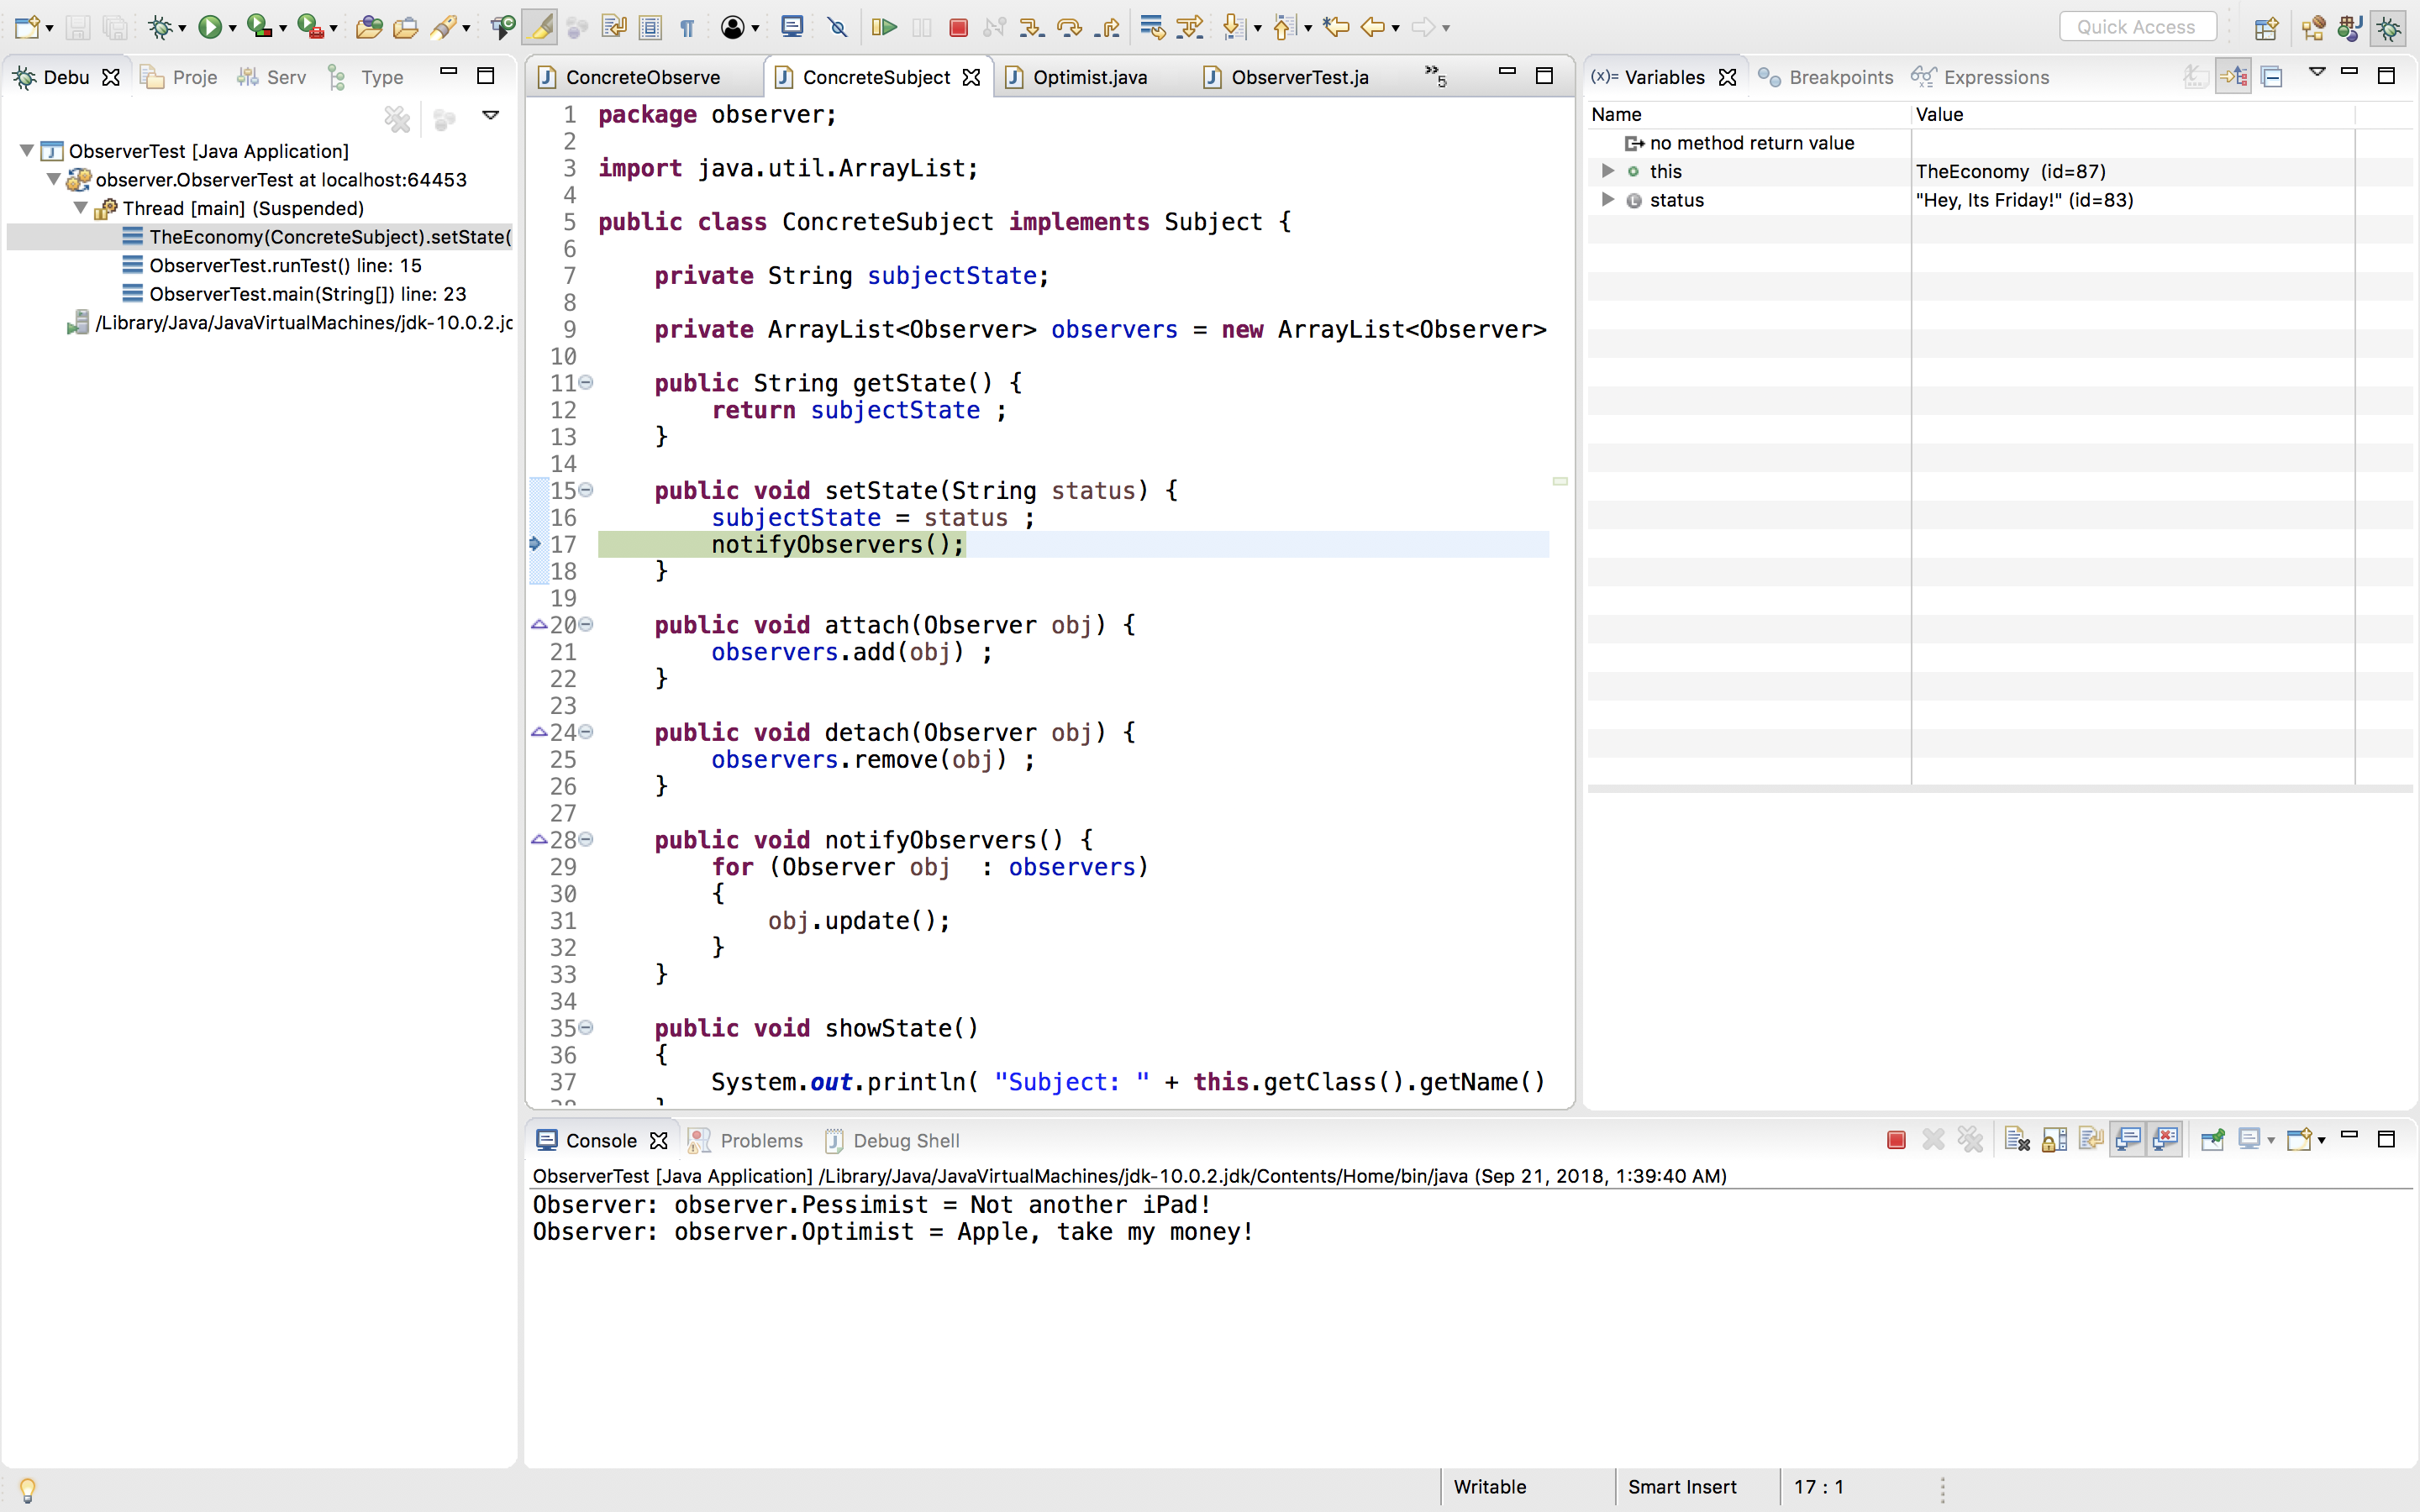 Quick Access
Debu
Proje
Serv
Type
ObserverTest [Java Application]
observer.ObserverTest at localhost:64453
Thread [main] (Suspended)
TheEconomy(ConcreteSubject).setState(
ObserverTest.runTest() line: 15
ObserverTest.main(String[]) line: 23
/Library/Java/JavaVirtualMachines/jdk-10.0.2.jc
ConcreteObserve
ConcreteSubject
Optimist.java
ObserverTest.ja
»5
1 package observer;
2
3 import java.util.ArrayList;
4
5 public class ConcreteSubject implements Subject {
6
7 private String subjectState;
8
9 private ArrayList<Observer> observers = new ArrayList<Observer>
10
11 public String getState() {
12 return subjectState ;
13 }
14
15 public void setState(String status) {
16 subjectState = status ;
17 notifyObservers();
18 }
19
20 public void attach(Observer obj) {
21 observers.add(obj) ;
22 }
23
24 public void detach(Observer obj) {
25 observers.remove(obj) ;
26 }
27
28 public void notifyObservers() {
29 for (Observer obj  : observers)
30 {
31 obj.update();
32 }
33 }
34
35 public void showState()
36 {
37 System.out.println( "Subject: " + this.getClass().getName()
(x)= Variables
Breakpoints
Expressions
Name Value
no method return value
this TheEconomy (id=87)
status "Hey, Its Friday!" (id=83)
Console
Problems
Debug Shell
ObserverTest [Java Application] /Library/Java/JavaVirtualMachines/jdk-10.0.2.jdk/Contents/Home/bin/java (Sep 21, 2018, 1:39:40 AM)
Observer: observer.Pessimist = Not another iPad!
Observer: observer.Optimist = Apple, take my money!
Writable
Smart Insert
17 : 1